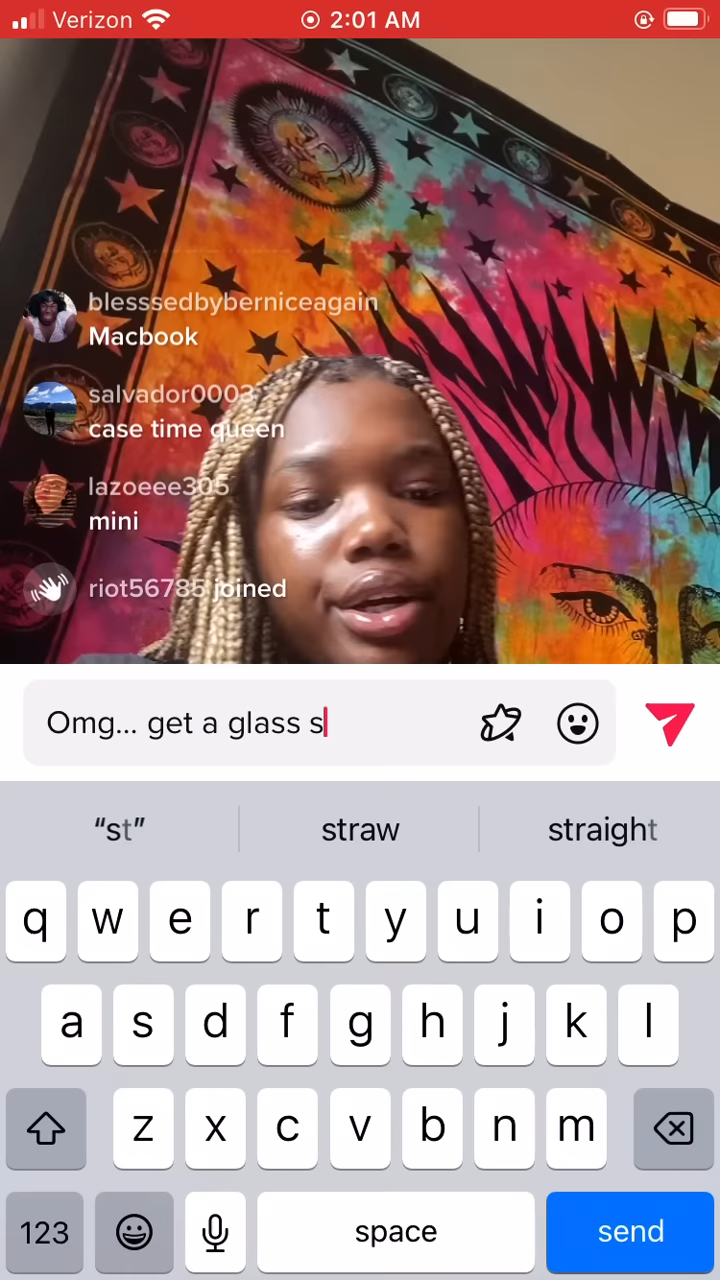 Verizon 2:01 AM
blesssedbyberniceagain
Macbook
salvador0003
case time queen
lazoeee305
mini
riot56785 joined
Omg... get a glass s
“st” straw straight
q w e r t y u i o p
a s d f g h j k l
z x c v b n m
123 space send